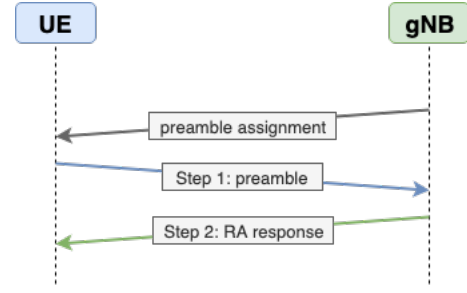 UE
gNB
preamble assignment
Step 1: preamble
Step 2: RA response